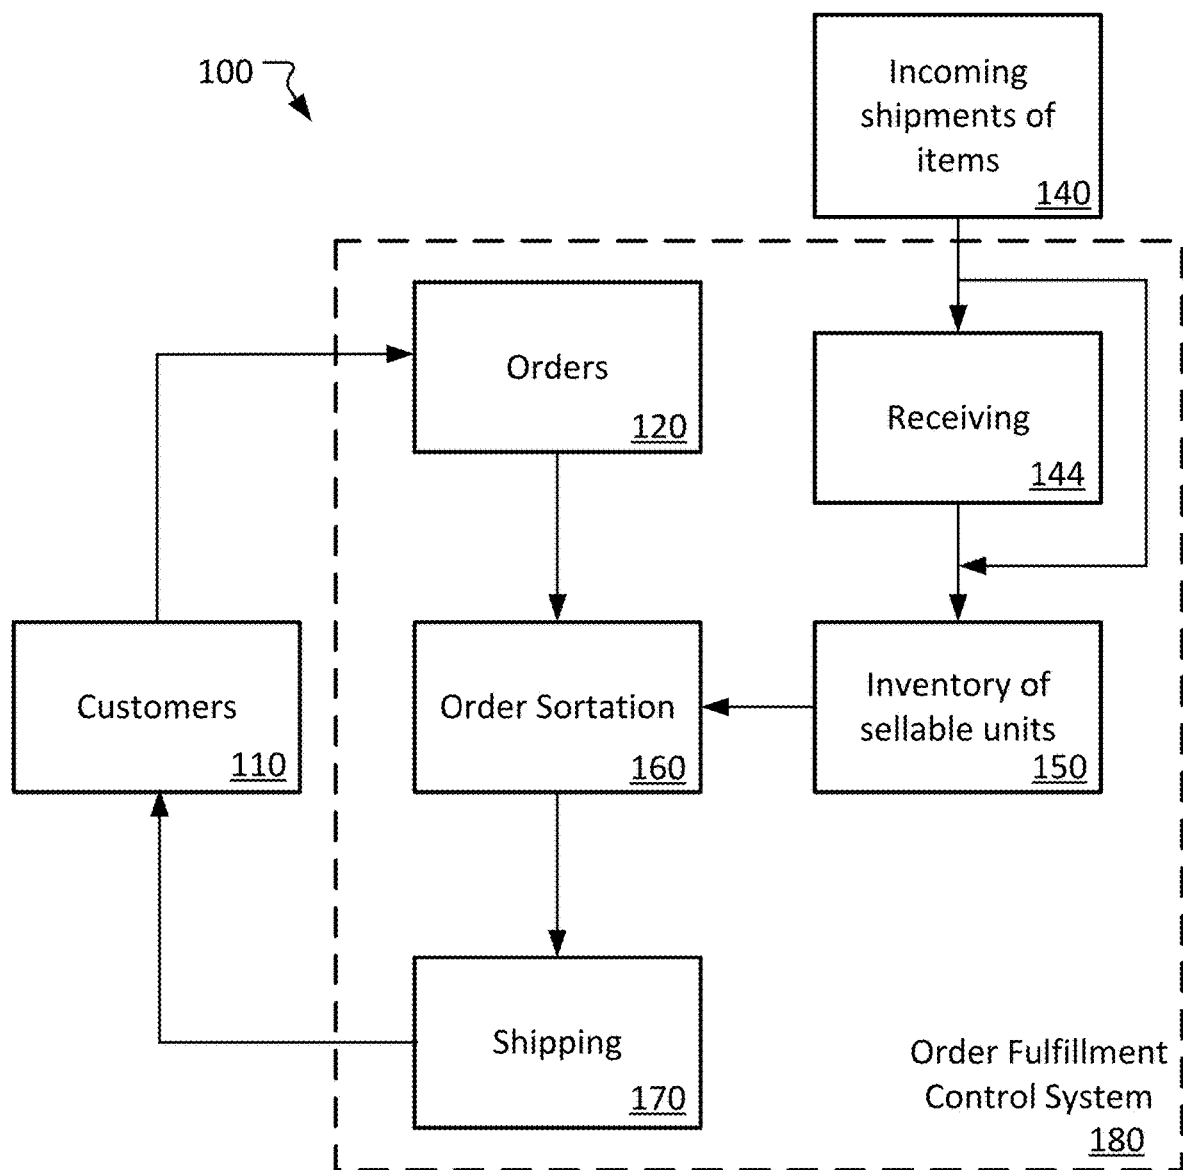 100
Incoming
shipments of
items
140
Orders
120
Receiving
144
Customers
110
Order Sortation
160
Inventory of
sellable units
150
Shipping
170
Order Fulfillment
Control System
180